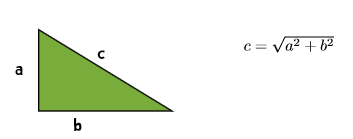 c
a
b
c = √(a² + b²)